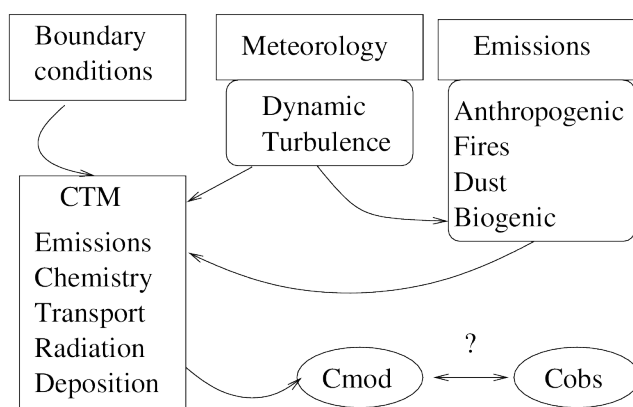 Boundary
conditions
Meteorology
Dynamic
Turbulence
Emissions
Anthropogenic
Fires
Dust
Biogenic
CTM
Emissions
Chemistry
Transport
Radiation
Deposition
Cmod
?
Cobs